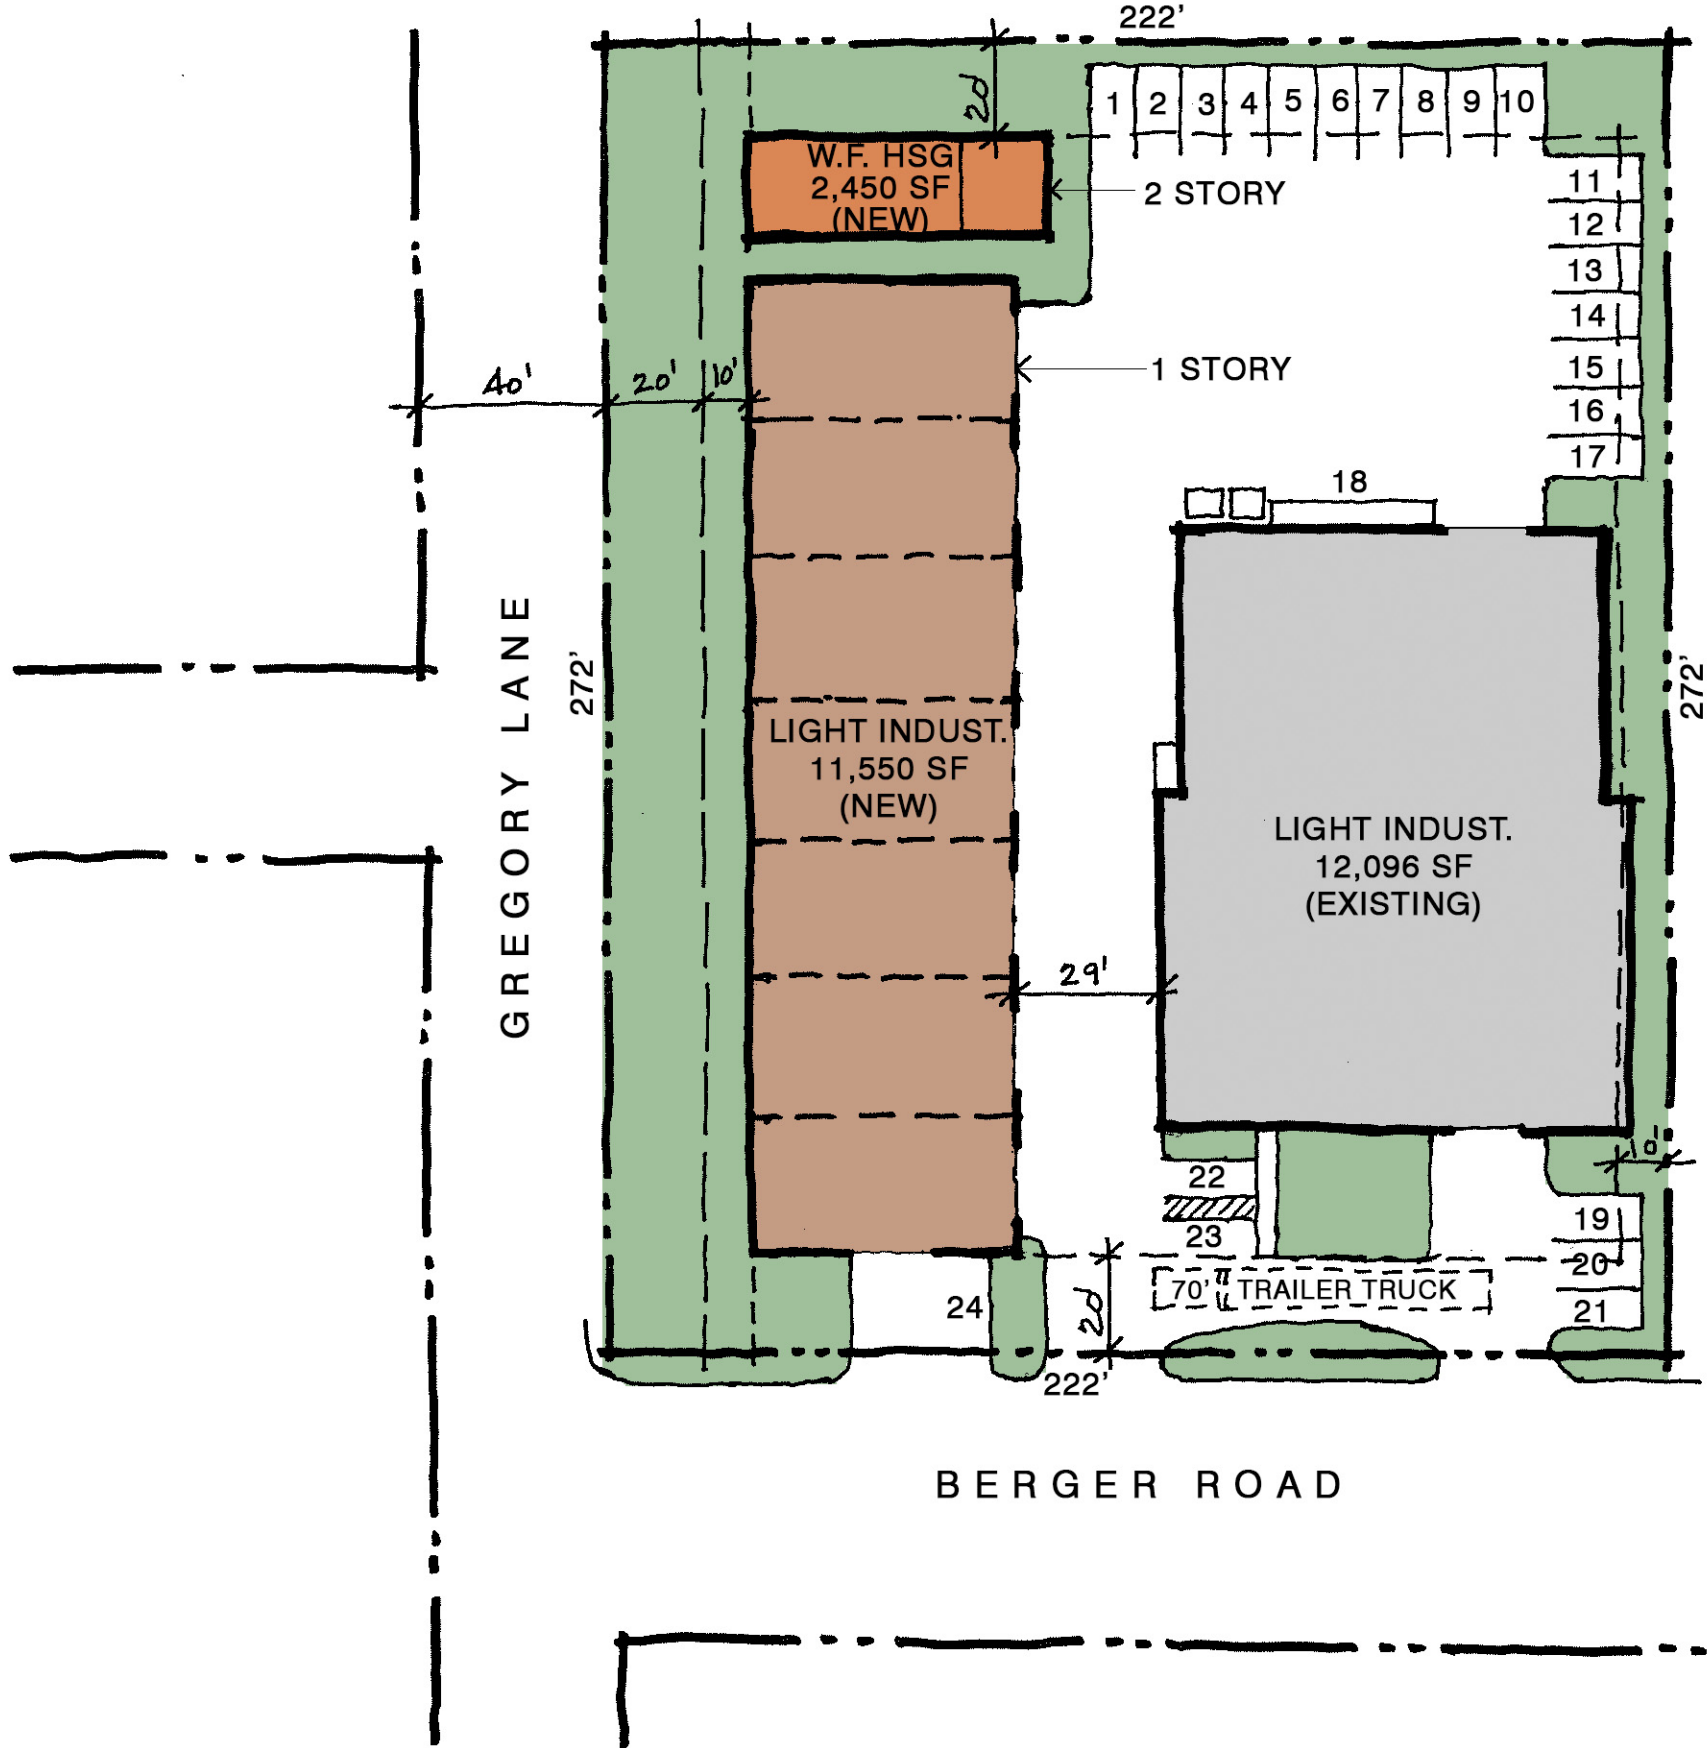 222'
20'
1 2 3 4 5 6 7 8 9 10
W.F. HSG
2,450 SF
(NEW)
2 STORY
11
12
13
14
15
16
17
1 STORY
40'
20'
10'
18
GREGORY LANE
272'
272'
LIGHT INDUST.
11,550 SF
(NEW)
LIGHT INDUST.
12,096 SF
(EXISTING)
29'
10'
22
23
19
20
21
24
20'
70' TRAILER TRUCK
222'
BERGER ROAD